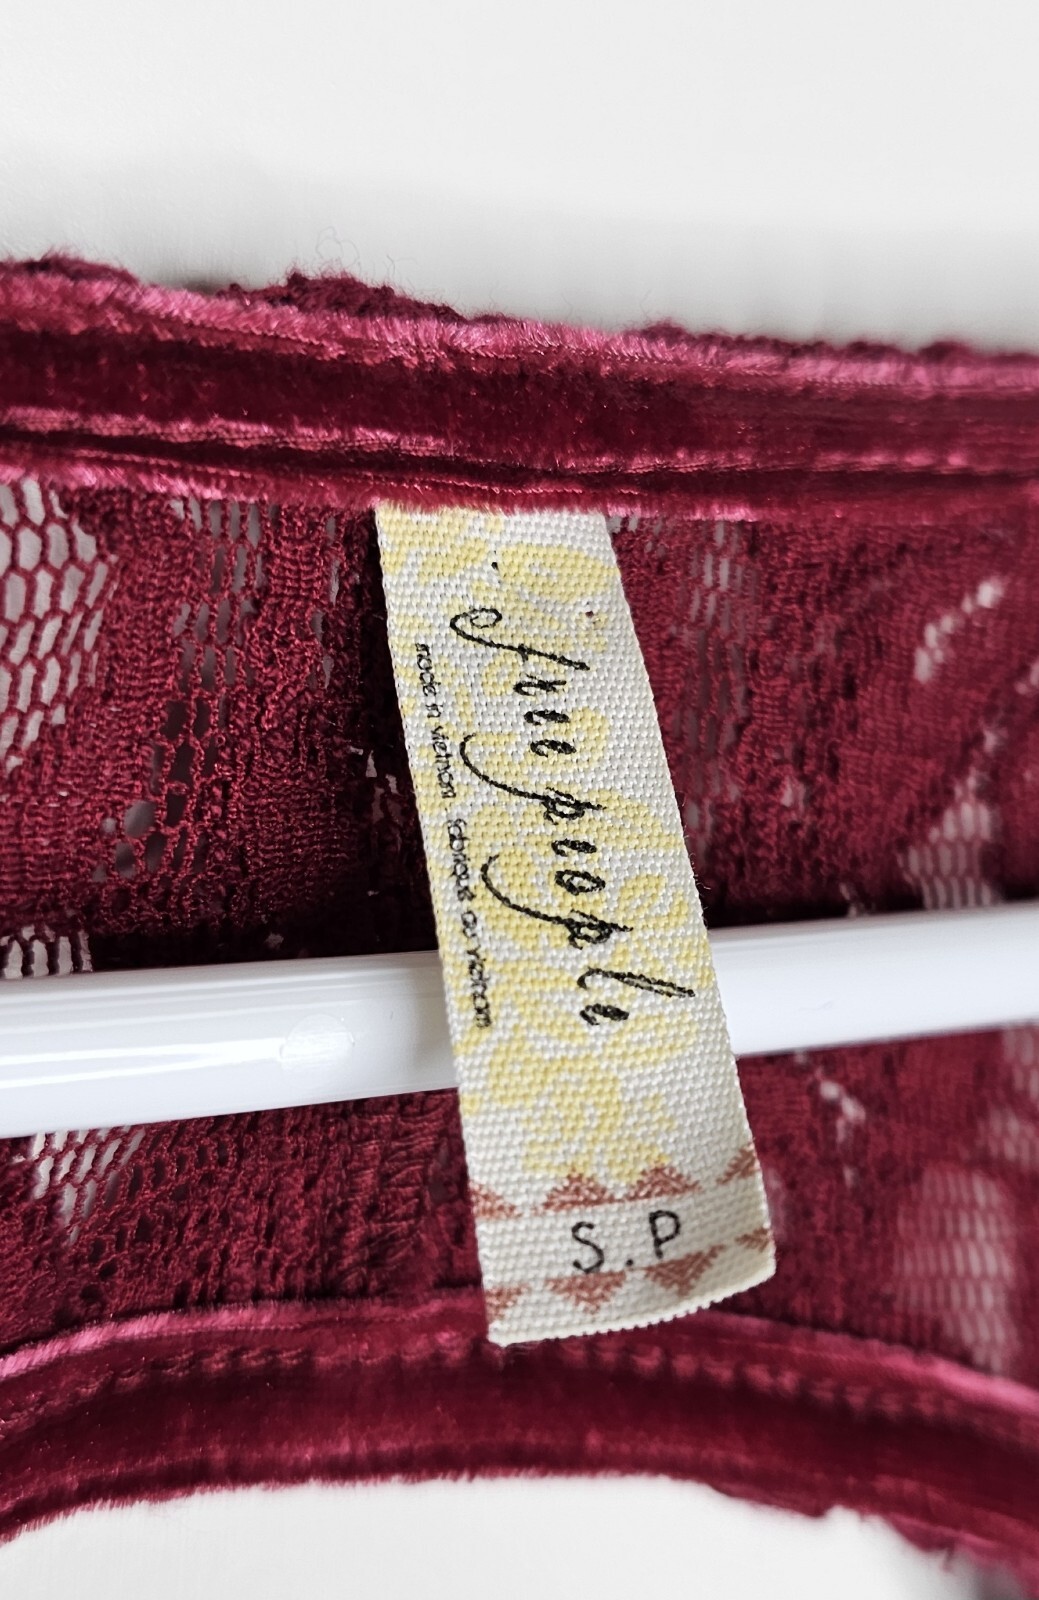 free people
made in vietnam fabriqué au vietnam
S.P